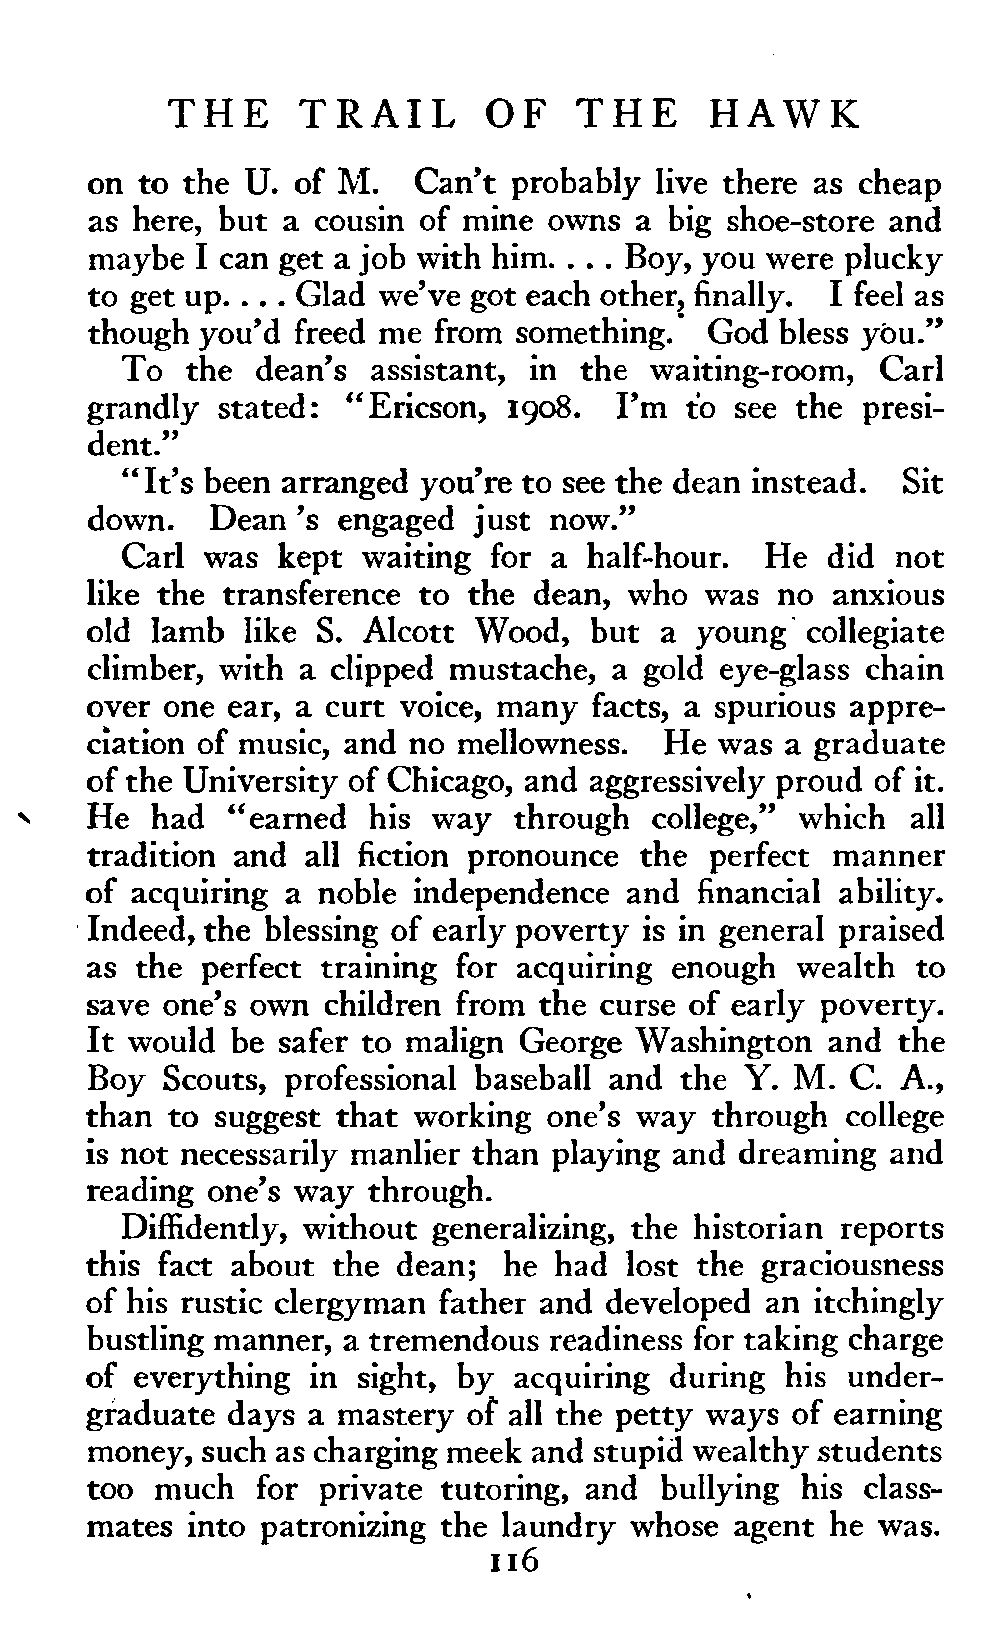 THE TRAIL OF THE HAWK
on to the U. of M. Can't probably live there as cheap
as here, but a cousin of mine owns a big shoe-store and
maybe I can get a job with him. . . . Boy, you were plucky
to get up. . . . Glad we've got each other, finally. I feel as
though you'd freed me from something. God bless you."
To the dean's assistant, in the waiting-room, Carl
grandly stated: "Ericson, 1908. I'm to see the presi-
dent."
"It's been arranged you're to see the dean instead. Sit
down. Dean 's engaged just now."
Carl was kept waiting for a half-hour. He did not
like the transference to the dean, who was no anxious
old lamb like S. Alcott Wood, but a young collegiate
climber, with a clipped mustache, a gold eye-glass chain
over one ear, a curt voice, many facts, a spurious appre-
ciation of music, and no mellowness. He was a graduate
of the University of Chicago, and aggressively proud of it.
He had "earned his way through college," which all
tradition and all fiction pronounce the perfect manner
of acquiring a noble independence and financial ability.
Indeed, the blessing of early poverty is in general praised
as the perfect training for acquiring enough wealth to
save one's own children from the curse of early poverty.
It would be safer to malign George Washington and the
Boy Scouts, professional baseball and the Y. M. C. A.,
than to suggest that working one's way through college
is not necessarily manlier than playing and dreaming and
reading one's way through.
Diffidently, without generalizing, the historian reports
this fact about the dean; he had lost the graciousness
of his rustic clergyman father and developed an itchingly
bustling manner, a tremendous readiness for taking charge
of everything in sight, by acquiring during his under-
graduate days a mastery of all the petty ways of earning
money, such as charging meek and stupid wealthy students
too much for private tutoring, and bullying his class-
mates into patronizing the laundry whose agent he was.
116